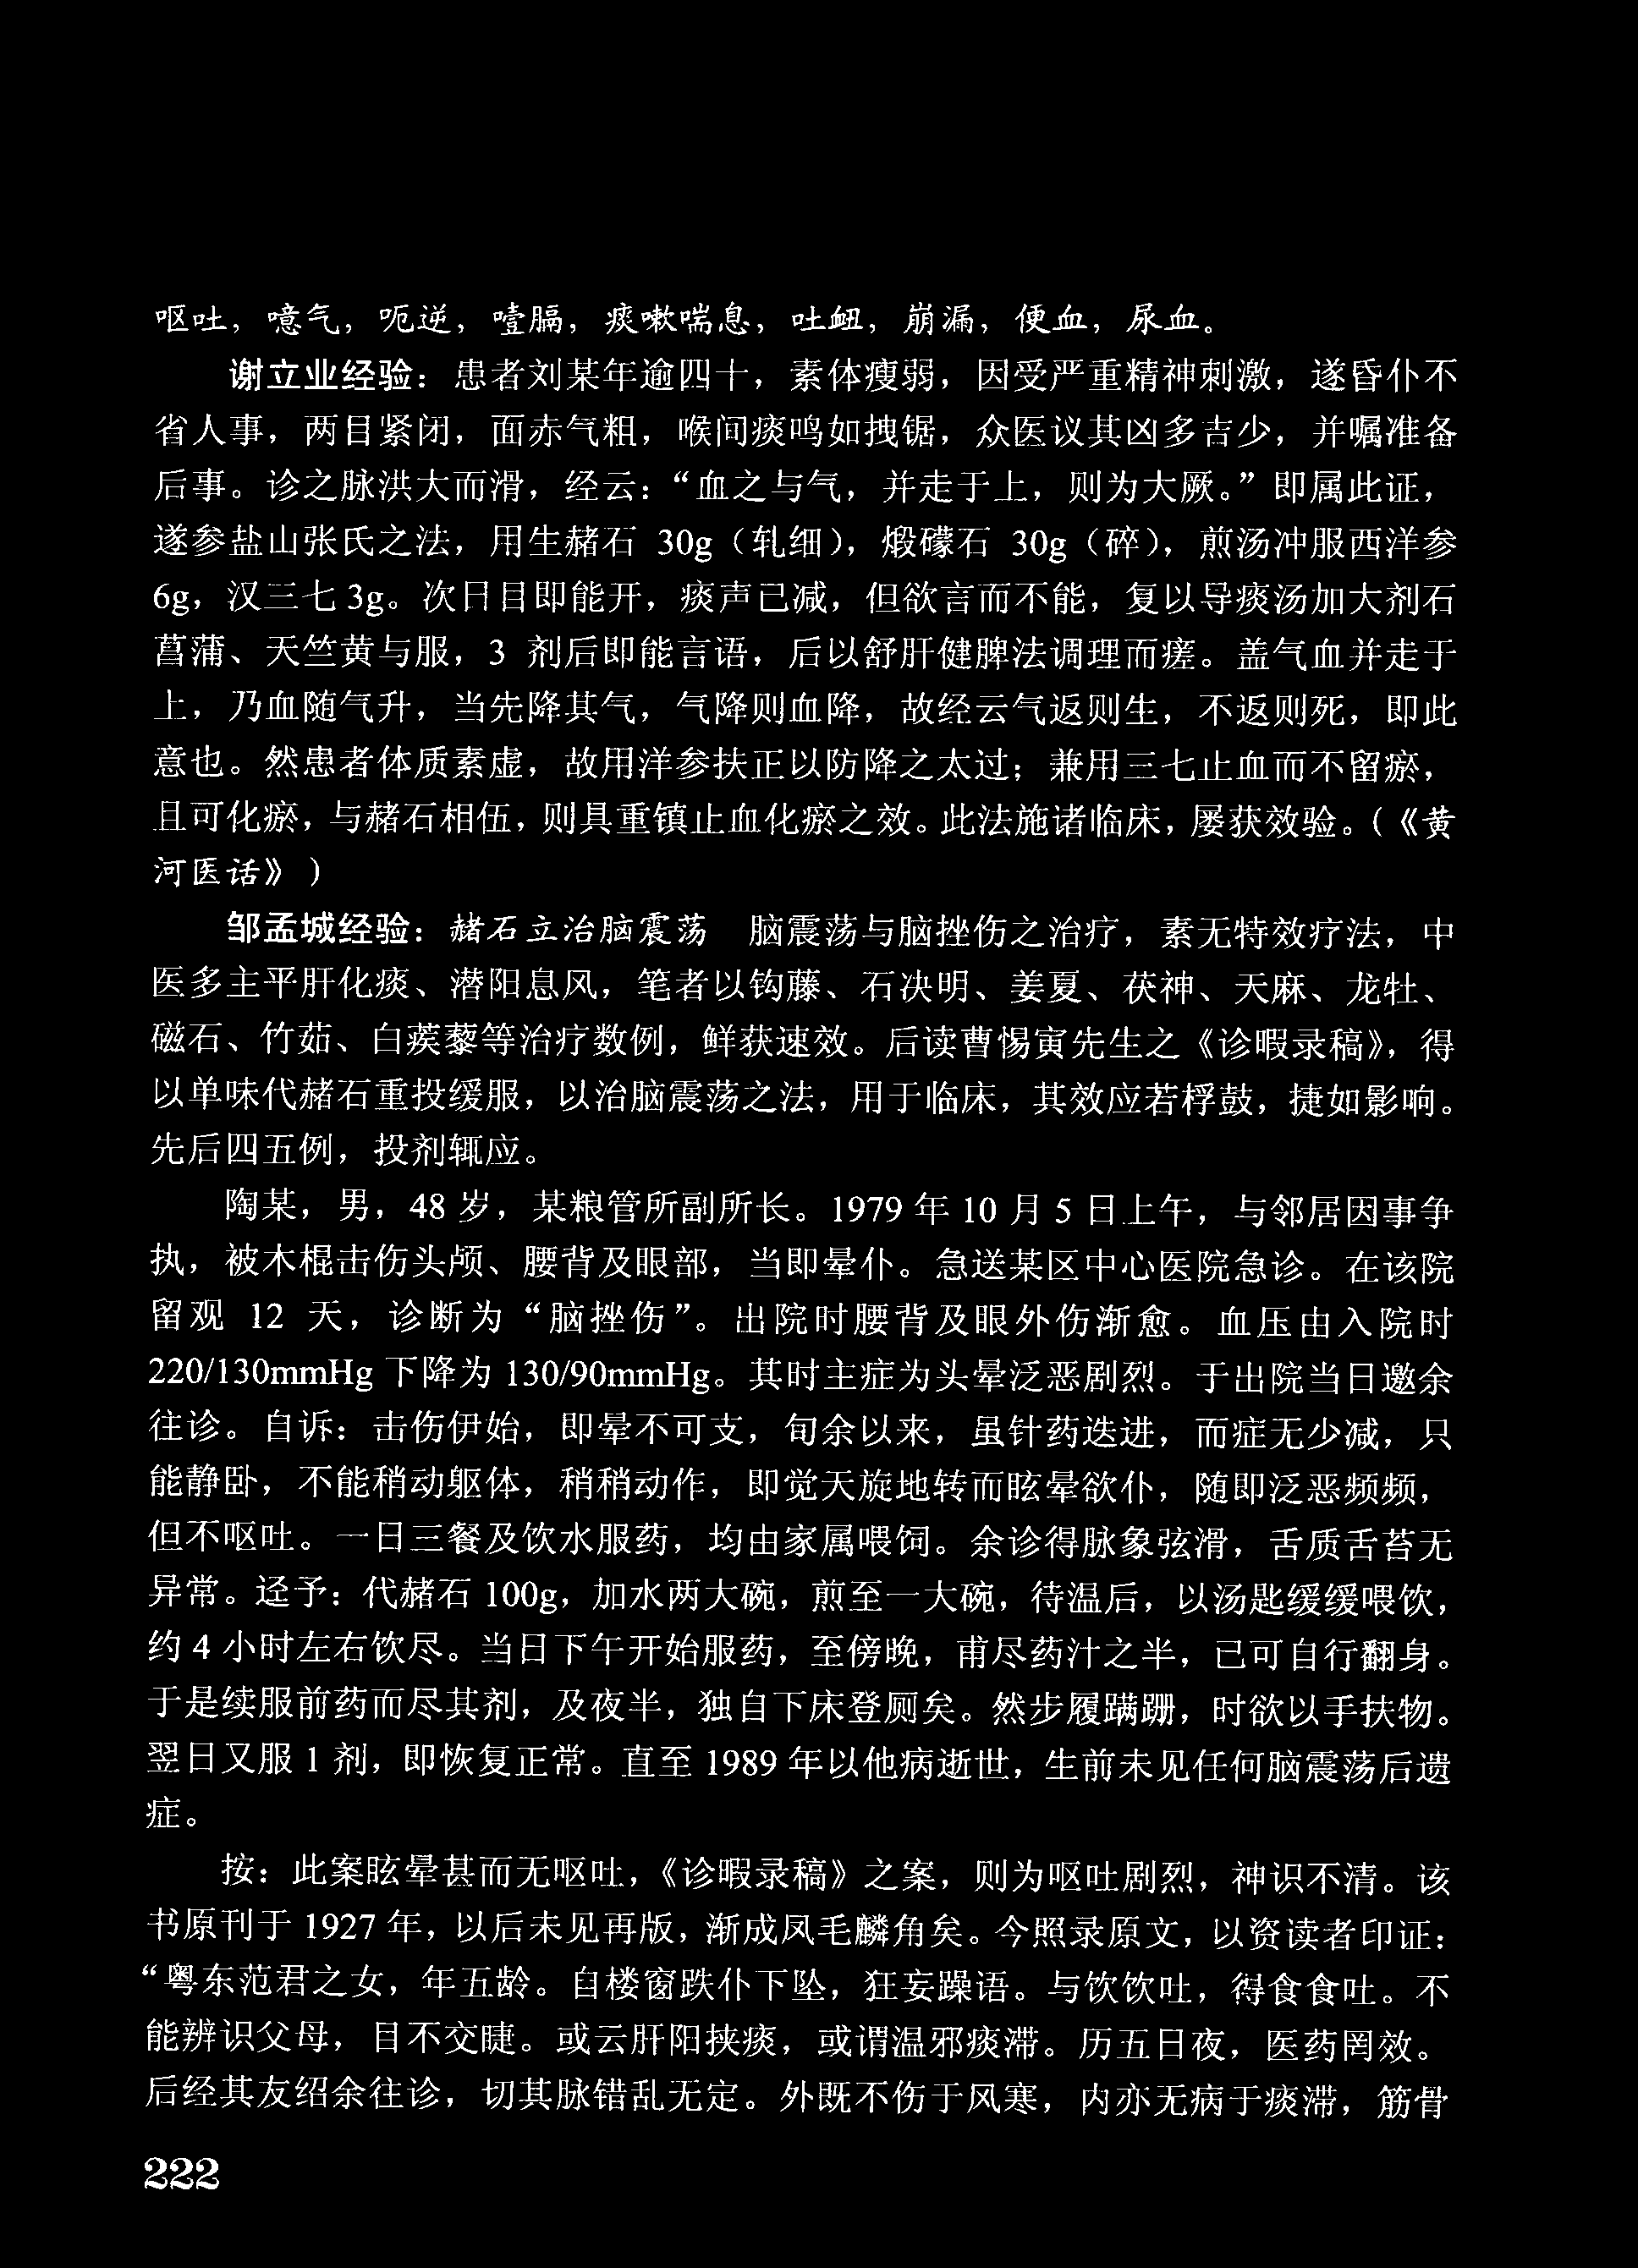 呕吐，噫气，呃逆，噎膈，痰嗽喘息，吐衄，崩漏，便血，尿血。
谢立业经验：患者刘某年逾四十，素体瘦弱，因受严重精神刺激，遂昏仆不
省人事，两目紧闭，面赤气粗，喉间痰鸣如拽锯，众医议其凶多吉少，并嘱准备
后事。诊之脉洪大而滑，经云：“血之与气，并走于上，则为大厥。”即属此证，
遂参盐山张氏之法，用生赭石 30g（轧细），煅礞石 30g（碎），煎汤冲服西洋参
6g，汉三七 3g。次日目即能开，痰声已减，但欲言而不能，复以导痰汤加大剂石
菖蒲、天竺黄与服，3 剂后即能言语，后以舒肝健脾法调理而瘥。盖气血并走于
上，乃血随气升，当先降其气，气降则血降，故经云气返则生，不返则死，即此
意也。然患者体质素虚，故用洋参扶正以防降之太过；兼用三七止血而不留瘀，
且可化瘀，与赭石相伍，则具重镇止血化瘀之效。此法施诸临床，屡获效验。（《黄
河医话》）
邹孟城经验：赭石立治脑震荡　脑震荡与脑挫伤之治疗，素无特效疗法，中
医多主平肝化痰、潜阳息风，笔者以钩藤、石决明、姜夏、茯神、天麻、龙牡、
磁石、竹茹、白蒺藜等治疗数例，鲜获速效。后读曹惕寅先生之《诊暇录稿》，得
以单味代赭石重投缓服，以治脑震荡之法，用于临床，其效应若桴鼓，捷如影响。
先后四五例，投剂辄应。
陶某，男，48 岁，某粮管所副所长。1979 年 10 月 5 日上午，与邻居因事争
执，被木棍击伤头颅、腰背及眼部，当即晕仆。急送某区中心医院急诊。在该院
留观 12 天，诊断为“脑挫伤”。出院时腰背及眼外伤渐愈。血压由入院时
220/130mmHg 下降为 130/90mmHg。其时主症为头晕泛恶剧烈。于出院当日邀余
往诊。自诉：击伤伊始，即晕不可支，旬余以来，虽针药迭进，而症无少减，只
能静卧，不能稍动躯体，稍稍动作，即觉天旋地转而眩晕欲仆，随即泛恶频频，
但不呕吐。一日三餐及饮水服药，均由家属喂饲。余诊得脉象弦滑，舌质舌苔无
异常。迳予：代赭石 100g，加水两大碗，煎至一大碗，待温后，以汤匙缓缓喂饮，
约 4 小时左右饮尽。当日下午开始服药，至傍晚，甫尽药汁之半，已可自行翻身。
于是续服前药而尽其剂，及夜半，独自下床登厕矣。然步履蹒跚，时欲以手扶物。
翌日又服 1 剂，即恢复正常。直至 1989 年以他病逝世，生前未见任何脑震荡后遗
症。
按：此案眩晕甚而无呕吐，《诊暇录稿》之案，则为呕吐剧烈，神识不清。该
书原刊于 1927 年，以后未见再版，渐成凤毛麟角矣。今照录原文，以资读者印证：
“粤东范君之女，年五龄。自楼窗跌仆下坠，狂妄躁语。与饮饮吐，得食食吐。不
能辨识父母，目不交睫。或云肝阳挟痰，或谓温邪痰滞。历五日夜，医药罔效。
后经其友绍余往诊，切其脉错乱无定。外既不伤于风寒，内亦无病于痰滞，筋骨
222